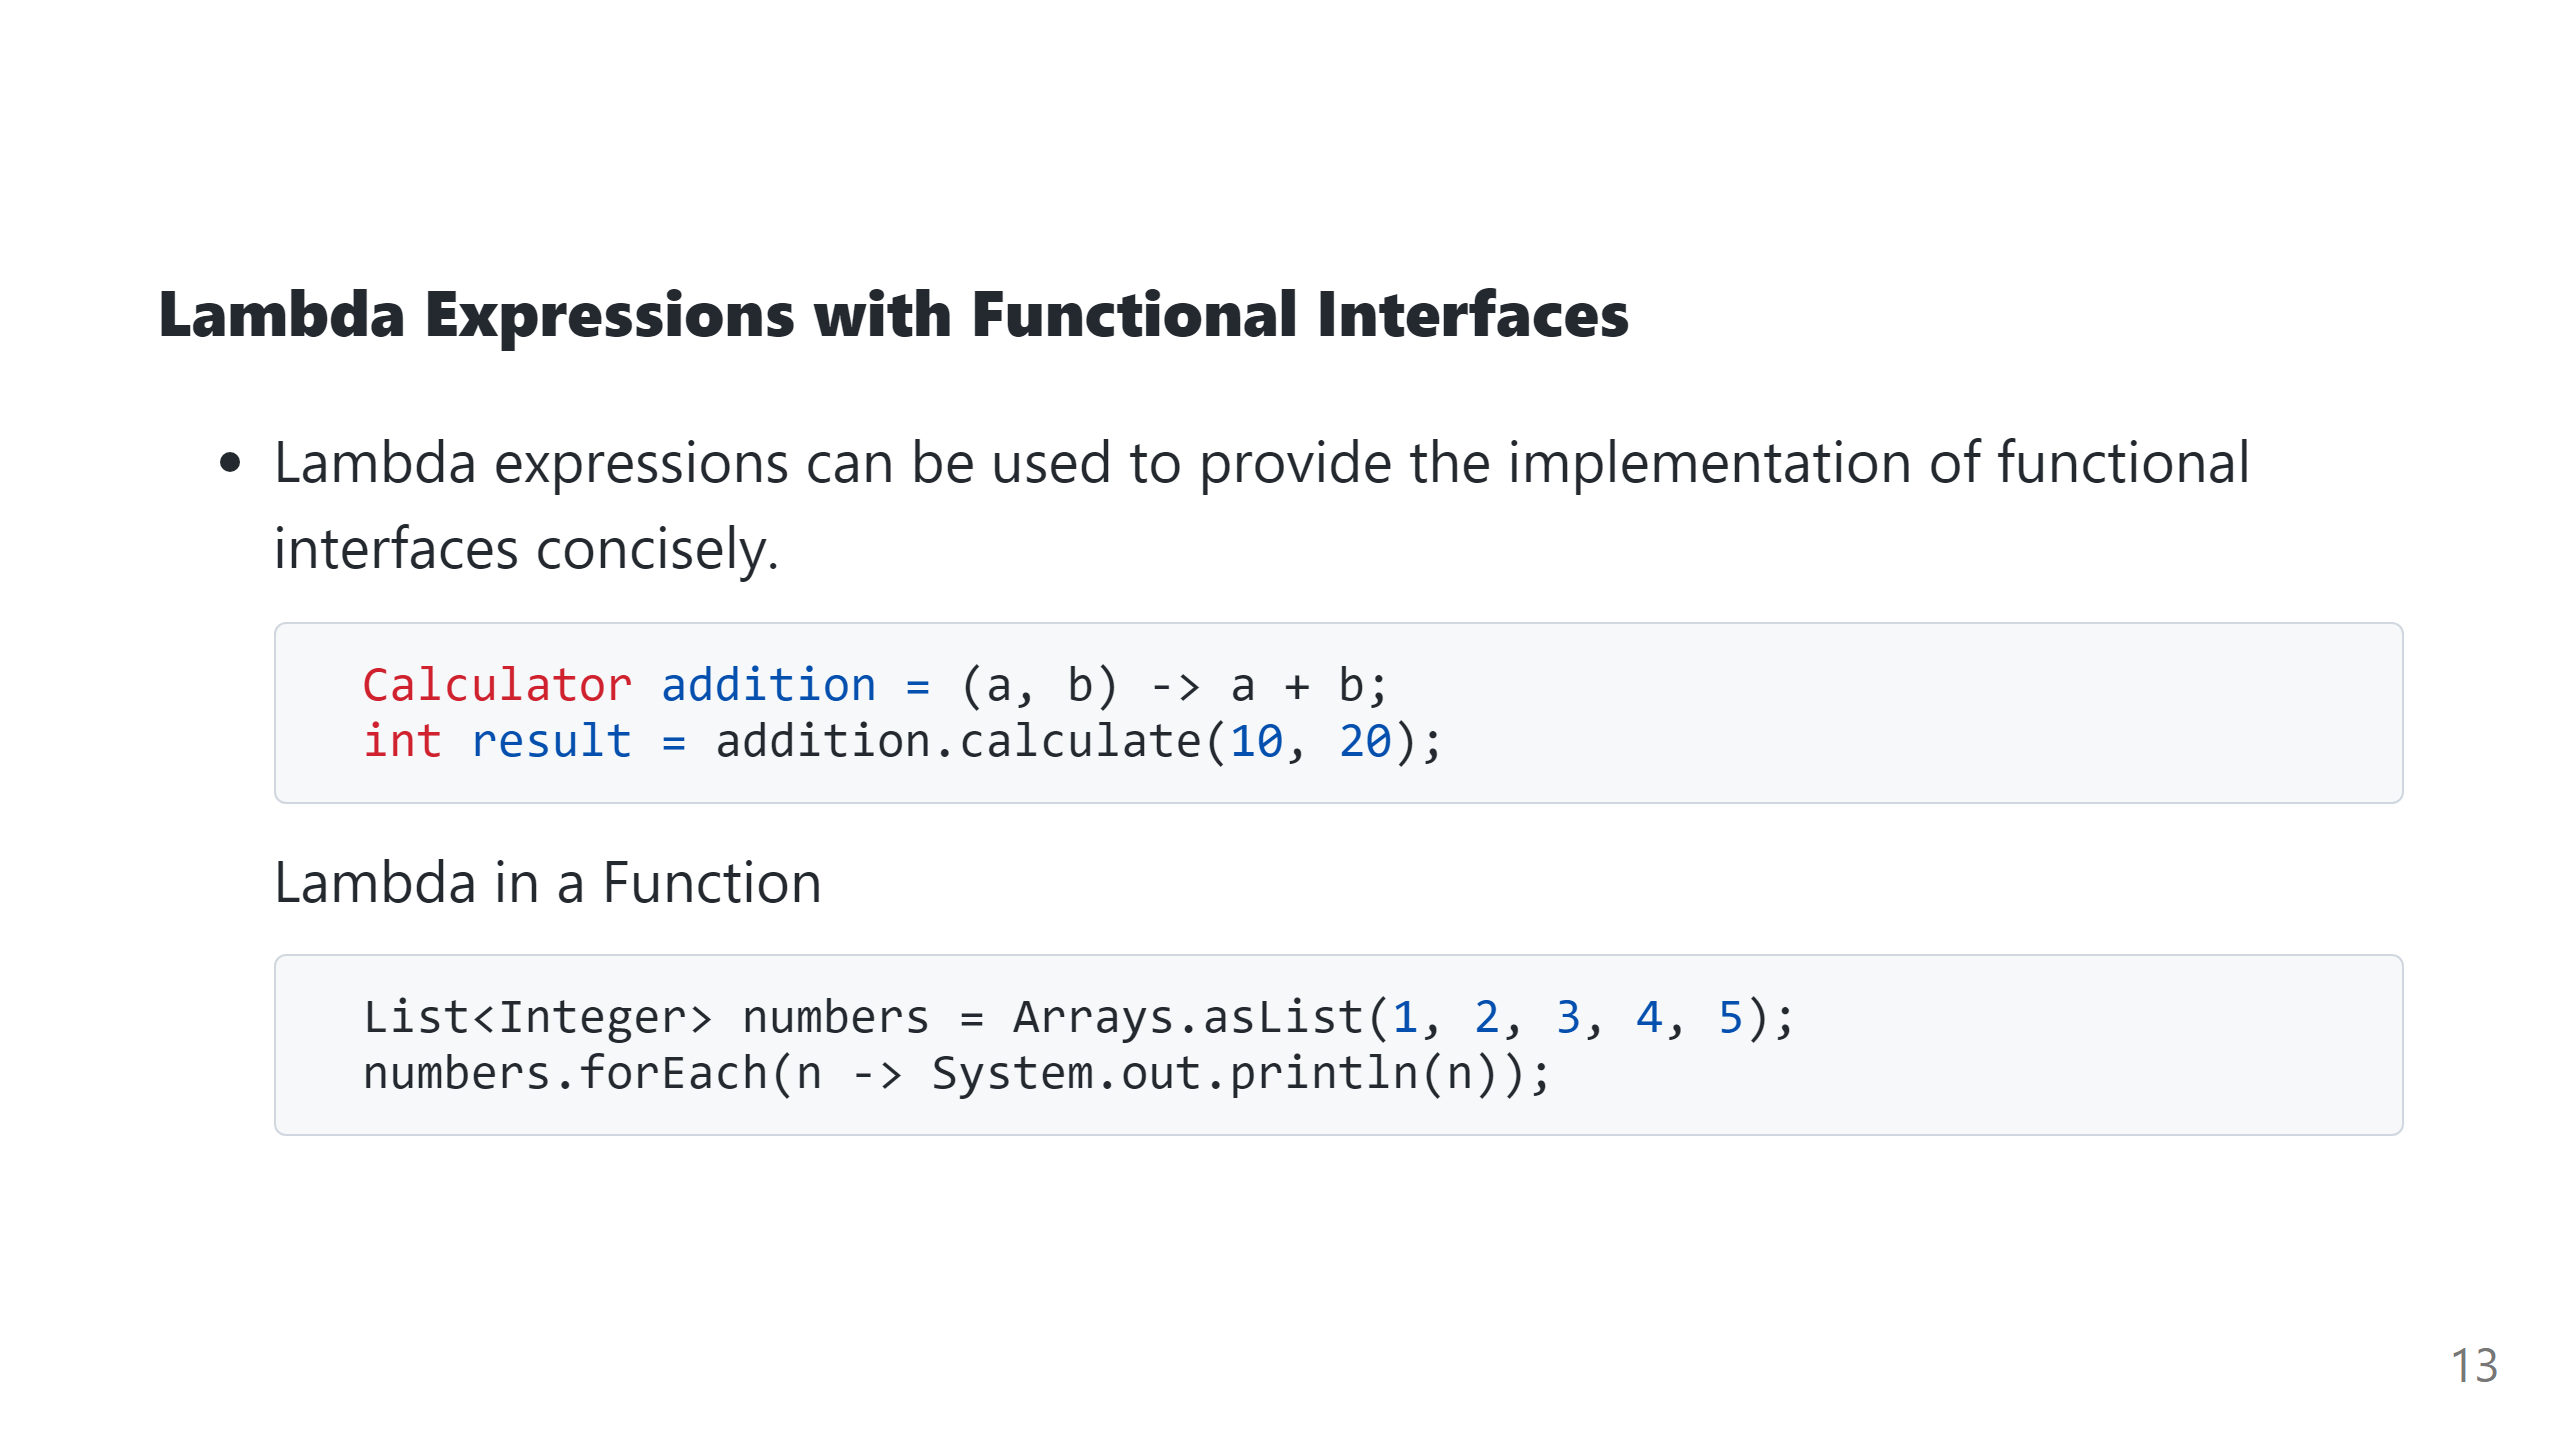 Lambda Expressions with Functional Interfaces
• Lambda expressions can be used to provide the implementation of functional
interfaces concisely.
Calculator addition = (a, b) -> a + b;
int result = addition.calculate(10, 20);
Lambda in a Function
List<Integer> numbers = Arrays.asList(1, 2, 3, 4, 5);
numbers.forEach(n -> System.out.println(n));
13